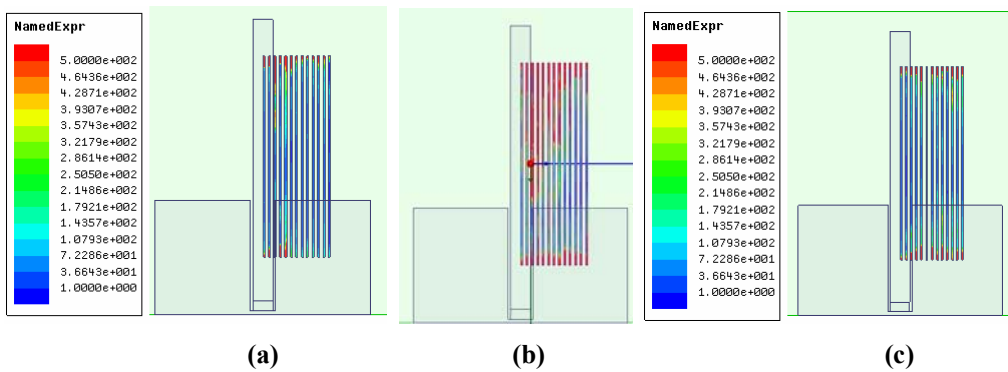 NamedExpr
5.0000e+002
4.6436e+002
4.2871e+002
3.9307e+002
3.5743e+002
3.2179e+002
2.8614e+002
2.5050e+002
2.1486e+002
1.7921e+002
1.4357e+002
1.0793e+002
7.2286e+001
3.6643e+001
1.0000e+000
NamedExpr
5.0000e+002
4.6436e+002
4.2871e+002
3.9307e+002
3.5743e+002
3.2179e+002
2.8614e+002
2.5050e+002
2.1486e+002
1.7921e+002
1.4357e+002
1.0793e+002
7.2286e+001
3.6643e+001
1.0000e+000
(a)
(b)
(c)